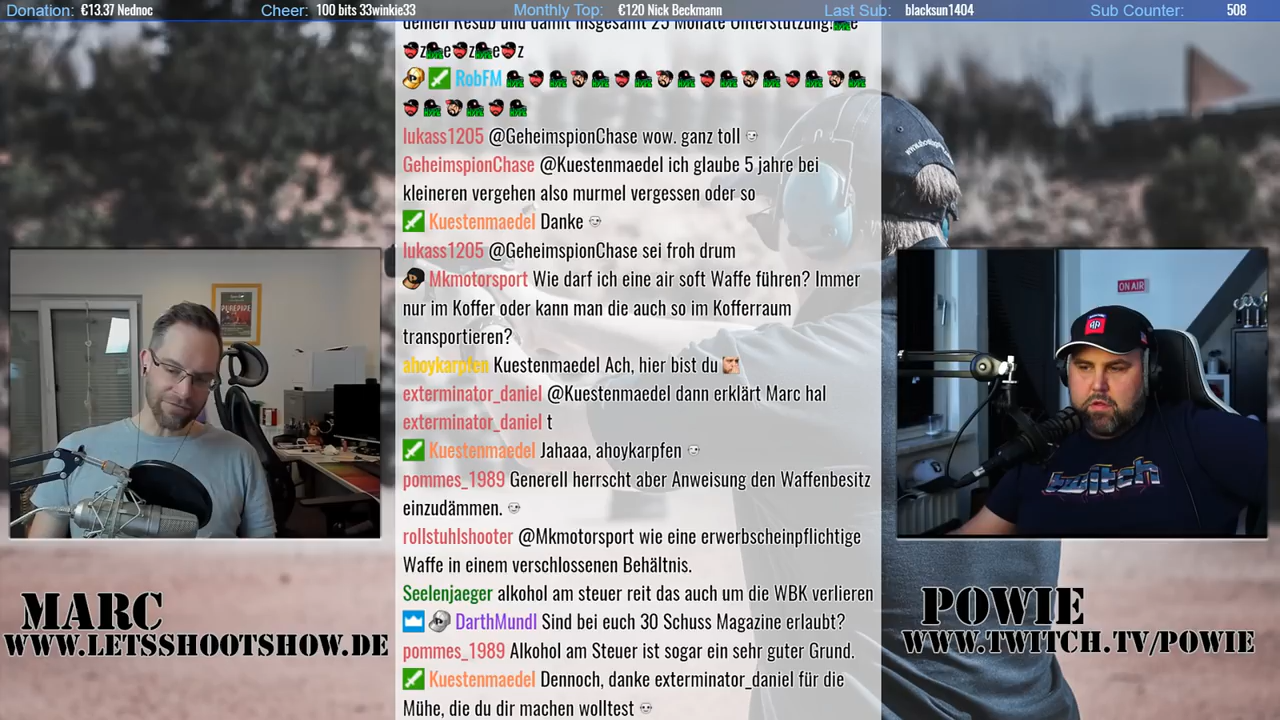 Donation: €13.37 Nednoc Cheer: 100 bits 33winkie33 Monthly Top: €120 Nick Beckmann Last Sub: blacksun1404 Sub Counter: 508
deinen Resub und damit insgesamt 25 Monate Unterstützung. e
z e z e z
RobFM
lukass1205 @GeheimspionChase wow. ganz toll
GeheimspionChase @Kuestenmaedel ich glaube 5 jahre bei
kleineren vergehen also murmel vergessen oder so
Kuestenmaedel Danke
lukass1205 @GeheimspionChase sei froh drum
Mkmotorsport Wie darf ich eine air soft Waffe führen? Immer
nur im Koffer oder kann man die auch so im Kofferraum
transportieren?
ahoykarpfen Kuestenmaedel Ach, hier bist du
exterminator_daniel @Kuestenmaedel dann erklärt Marc hal
exterminator_daniel t
Kuestenmaedel Jahaaa, ahoykarpfen
pommes_1989 Generell herrscht aber Anweisung den Waffenbesitz
einzudämmen.
rollstuhlshooter @Mkmotorsport wie eine erwerbscheinpflichtige
Waffe in einem verschlossenen Behältnis.
Seelenjaeger alkohol am steuer reit das auch um die WBK verlieren
DarthMundl Sind bei euch 30 Schuss Magazine erlaubt?
pommes_1989 Alkohol am Steuer ist sogar ein sehr guter Grund.
Kuestenmaedel Dennoch, danke exterminator_daniel für die
Mühe, die du dir machen wolltest
ON AIR
twitch
MARC
WWW.LETSSHOOTSHOW.DE
POWIE
WWW.TWITCH.TV/POWIE